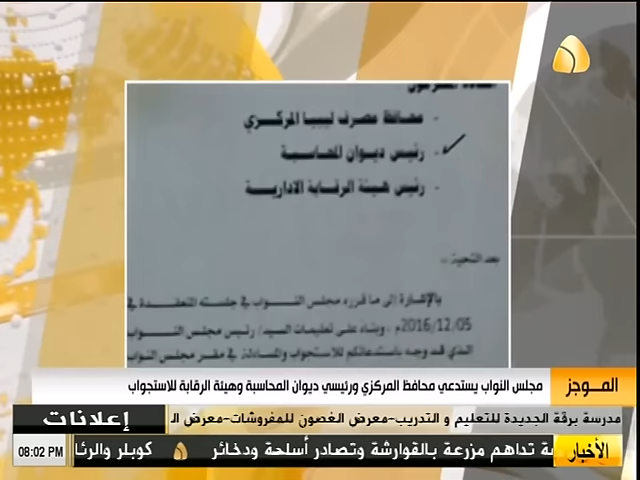 - محافظ مصرف ليبيا المركزي
- رئيس ديوان المحاسبة
- رئيس هيئة الرقابة الادارية
بعد التحية ،،
بالإشارة إلى ما قرره مجلس النواب في جلسته المنعقدة في
2016/12/05م ، وبناء على تعليمات السيد/ رئيس مجلس النواب
الذي قد وجه باستدعائكم للاستجواب والمساءلة في مقر مجلس النواب
الموجز
مجلس النواب يستدعي محافظ المركزي ورئيسي ديوان المحاسبة وهيئة الرقابة للاستجواب
إعلانات
مدرسة برقة الجديدة للتعليم و التدريب-معرض الغصون للمفروشات-معرض الـ
الأخبار
تداهم مزرعة بالقوارشة وتصادر أسلحة وذخائر
كوبلر والرئا
08:02 PM